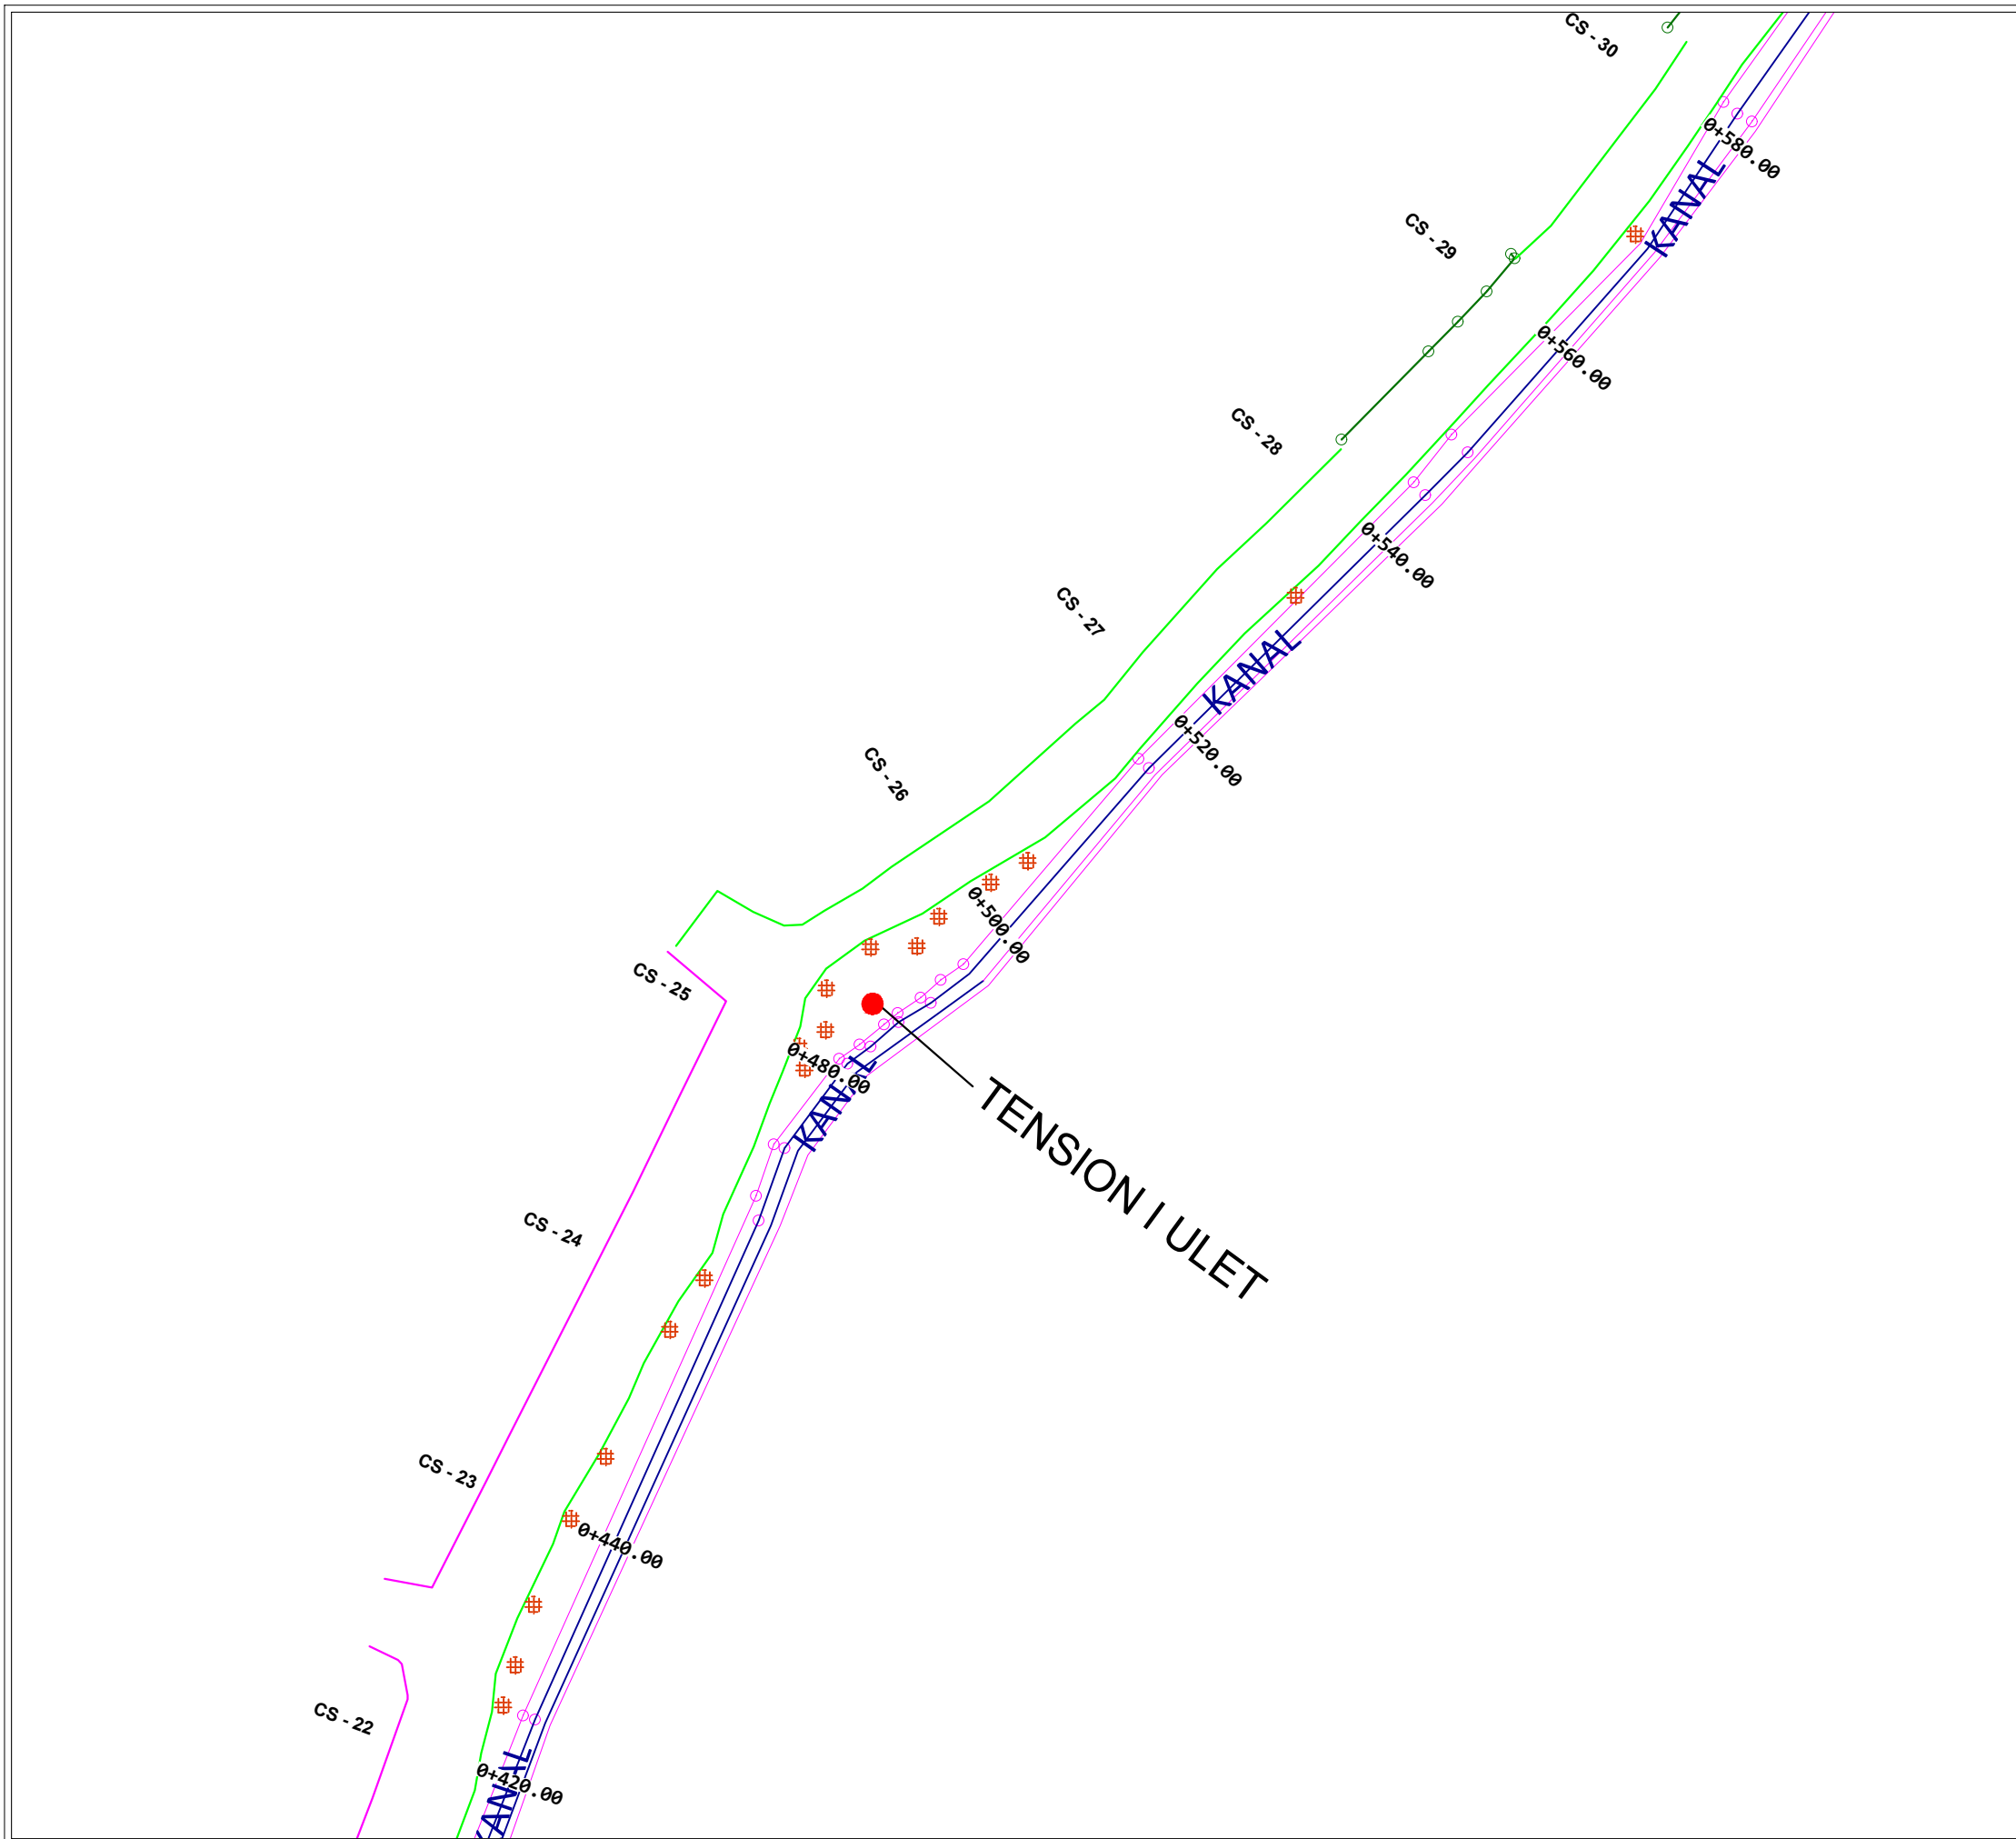 CS - 30
0+580.00
KANAL
CS - 29
0+560.00
CS - 28
0+540.00
CS - 27
KANAL
0+520.00
CS - 26
0+500.00
CS - 25
0+480.00
KANAL
TENSION I ULET
CS - 24
CS - 23
0+440.00
CS - 22
0+420.00
KANAL